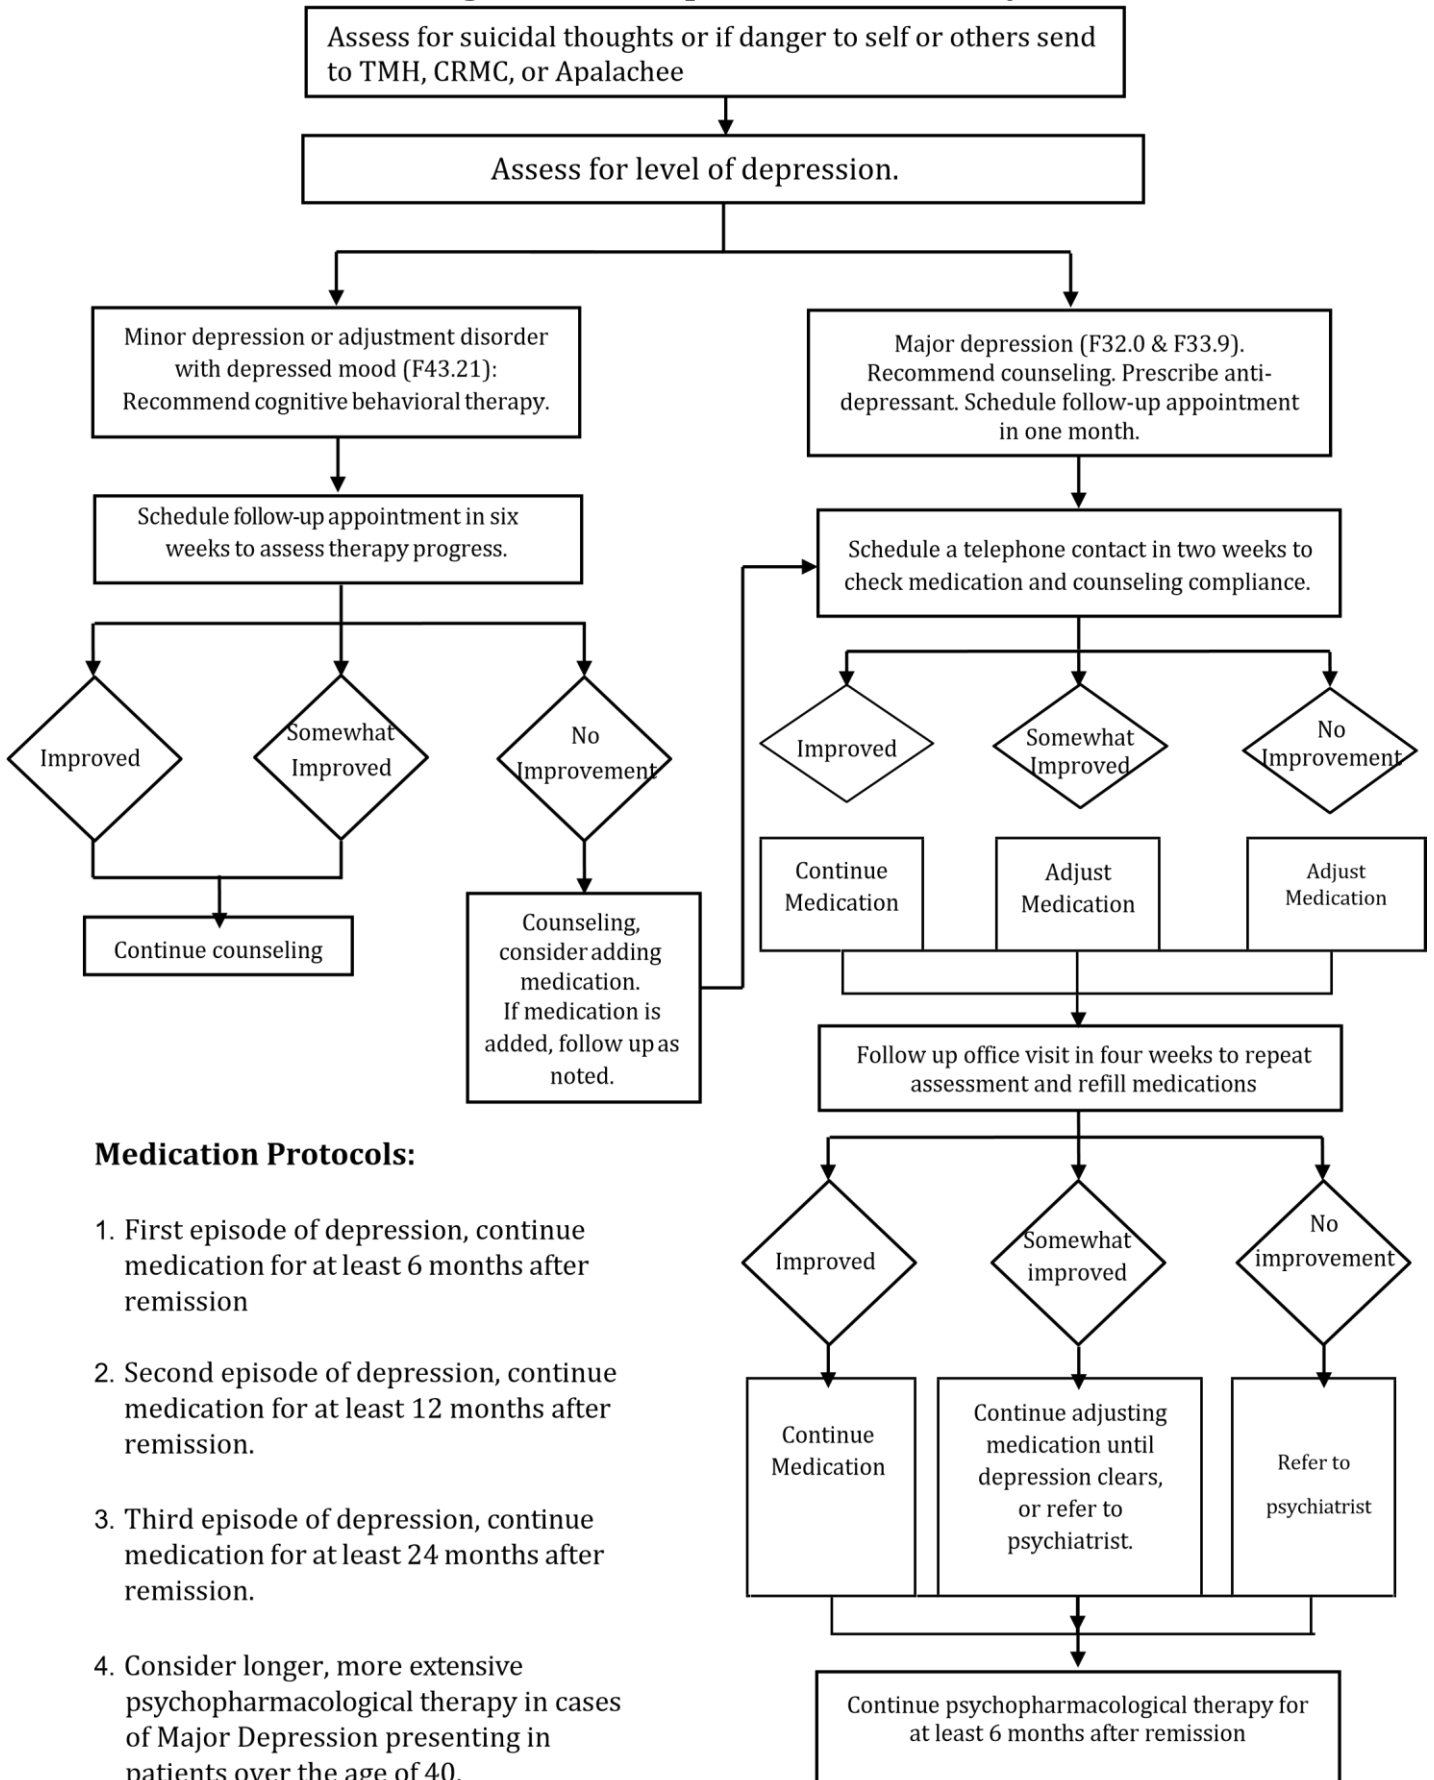 Assess for suicidal thoughts or if danger to self or others send
to TMH, CRMC, or Apalachee
Assess for level of depression.
Minor depression or adjustment disorder
with depressed mood (F43.21):
Recommend cognitive behavioral therapy.
Major depression (F32.0 & F33.9).
Recommend counseling. Prescribe anti-
depressant. Schedule follow-up appointment
in one month.
Schedule follow-up appointment in six
weeks to assess therapy progress.
Schedule a telephone contact in two weeks to
check medication and counseling compliance.
Improved
Somewhat
Improved
No
Improvement
Improved
Somewhat
Improved
No
Improvement
Continue counseling
Counseling,
consider adding
medication.
If medication is
added, follow up as
noted.
Continue
Medication
Adjust
Medication
Adjust
Medication
Follow up office visit in four weeks to repeat
assessment and refill medications
Improved
Somewhat
improved
No
improvement
Continue
Medication
Continue adjusting
medication until
depression clears,
or refer to
psychiatrist.
Refer to
psychiatrist
Continue psychopharmacological therapy for
at least 6 months after remission
Medication Protocols:
1. First episode of depression, continue
medication for at least 6 months after
remission
2. Second episode of depression, continue
medication for at least 12 months after
remission.
3. Third episode of depression, continue
medication for at least 24 months after
remission.
4. Consider longer, more extensive
psychopharmacological therapy in cases
of Major Depression presenting in
patients over the age of 40.